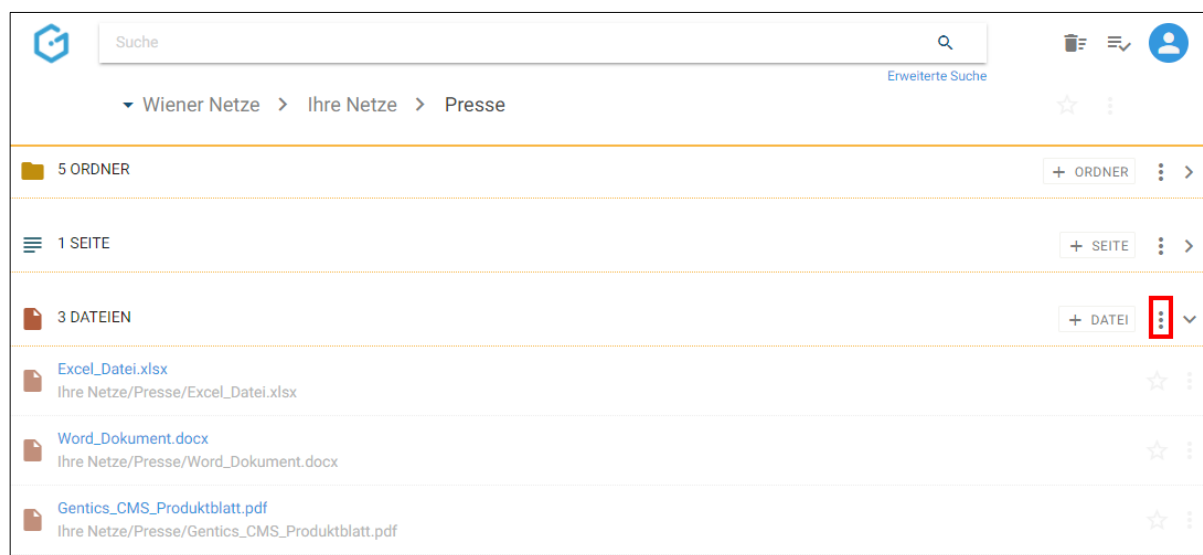 Suche
Erweiterte Suche
Wiener Netze > Ihre Netze > Presse
5 ORDNER
+ ORDNER
1 SEITE
+ SEITE
3 DATEIEN
+ DATEI
Excel_Datei.xlsx
Ihre Netze/Presse/Excel_Datei.xlsx
Word_Dokument.docx
Ihre Netze/Presse/Word_Dokument.docx
Gentics_CMS_Produktblatt.pdf
Ihre Netze/Presse/Gentics_CMS_Produktblatt.pdf